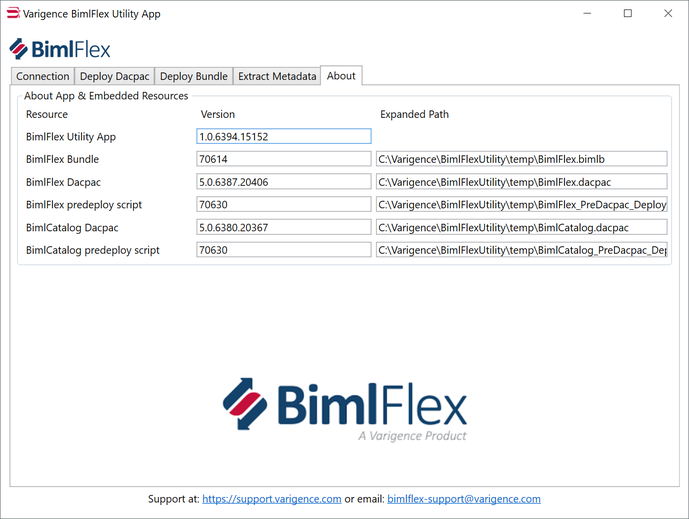 Varigence BimlFlex Utility App
BimlFlex
Connection Deploy Dacpac Deploy Bundle Extract Metadata About
About App & Embedded Resources
Resource Version Expanded Path
BimlFlex Utility App 1.0.6394.15152
BimlFlex Bundle 70614 C:\Varigence\BimlFlexUtility\temp\BimlFlex.bimlb
BimlFlex Dacpac 5.0.6387.20406 C:\Varigence\BimlFlexUtility\temp\BimlFlex.dacpac
BimlFlex predeploy script 70630 C:\Varigence\BimlFlexUtility\temp\BimlFlex_PreDacpac_Deploy
BimlCatalog Dacpac 5.0.6380.20367 C:\Varigence\BimlFlexUtility\temp\BimlCatalog.dacpac
BimlCatalog predeploy script 70630 C:\Varigence\BimlFlexUtility\temp\BimlCatalog_PreDacpac_Dep
BimlFlex
A Varigence Product
Support at: https://support.varigence.com or email: bimlflex-support@varigence.com